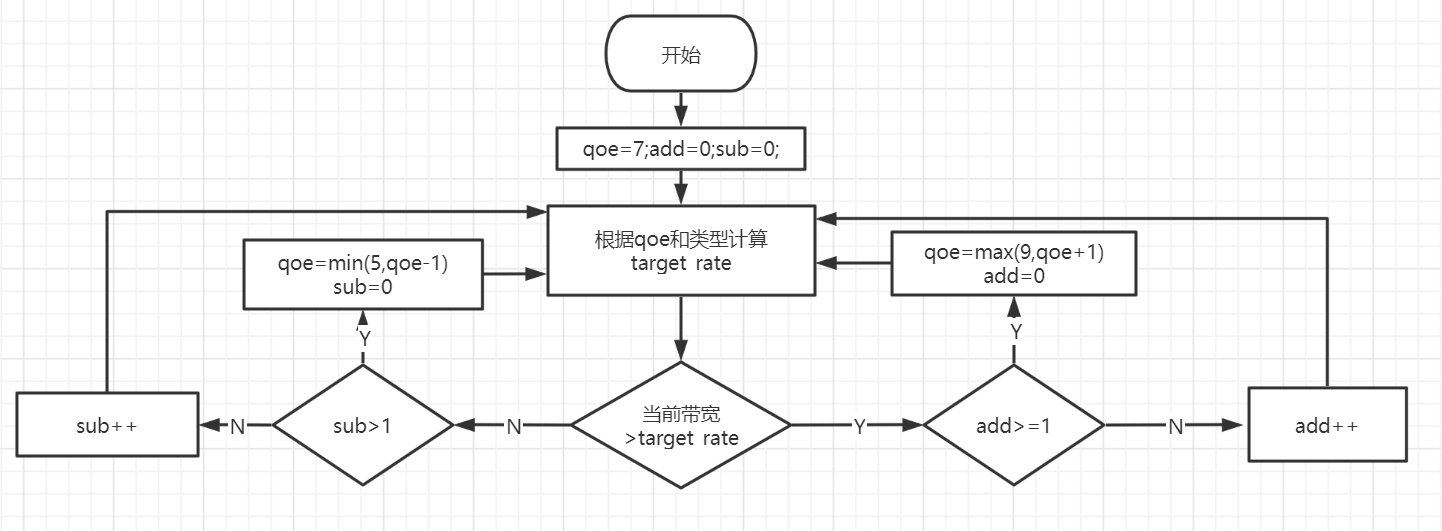 开始
qoe=7;add=0;sub=0;
根据qoe和类型计算
target rate
qoe=min(5,qoe-1)
sub=0
qoe=max(9,qoe+1)
add=0
Y
Y
sub++
N
sub>1
N
当前带宽
>target rate
Y
add>=1
N
add++